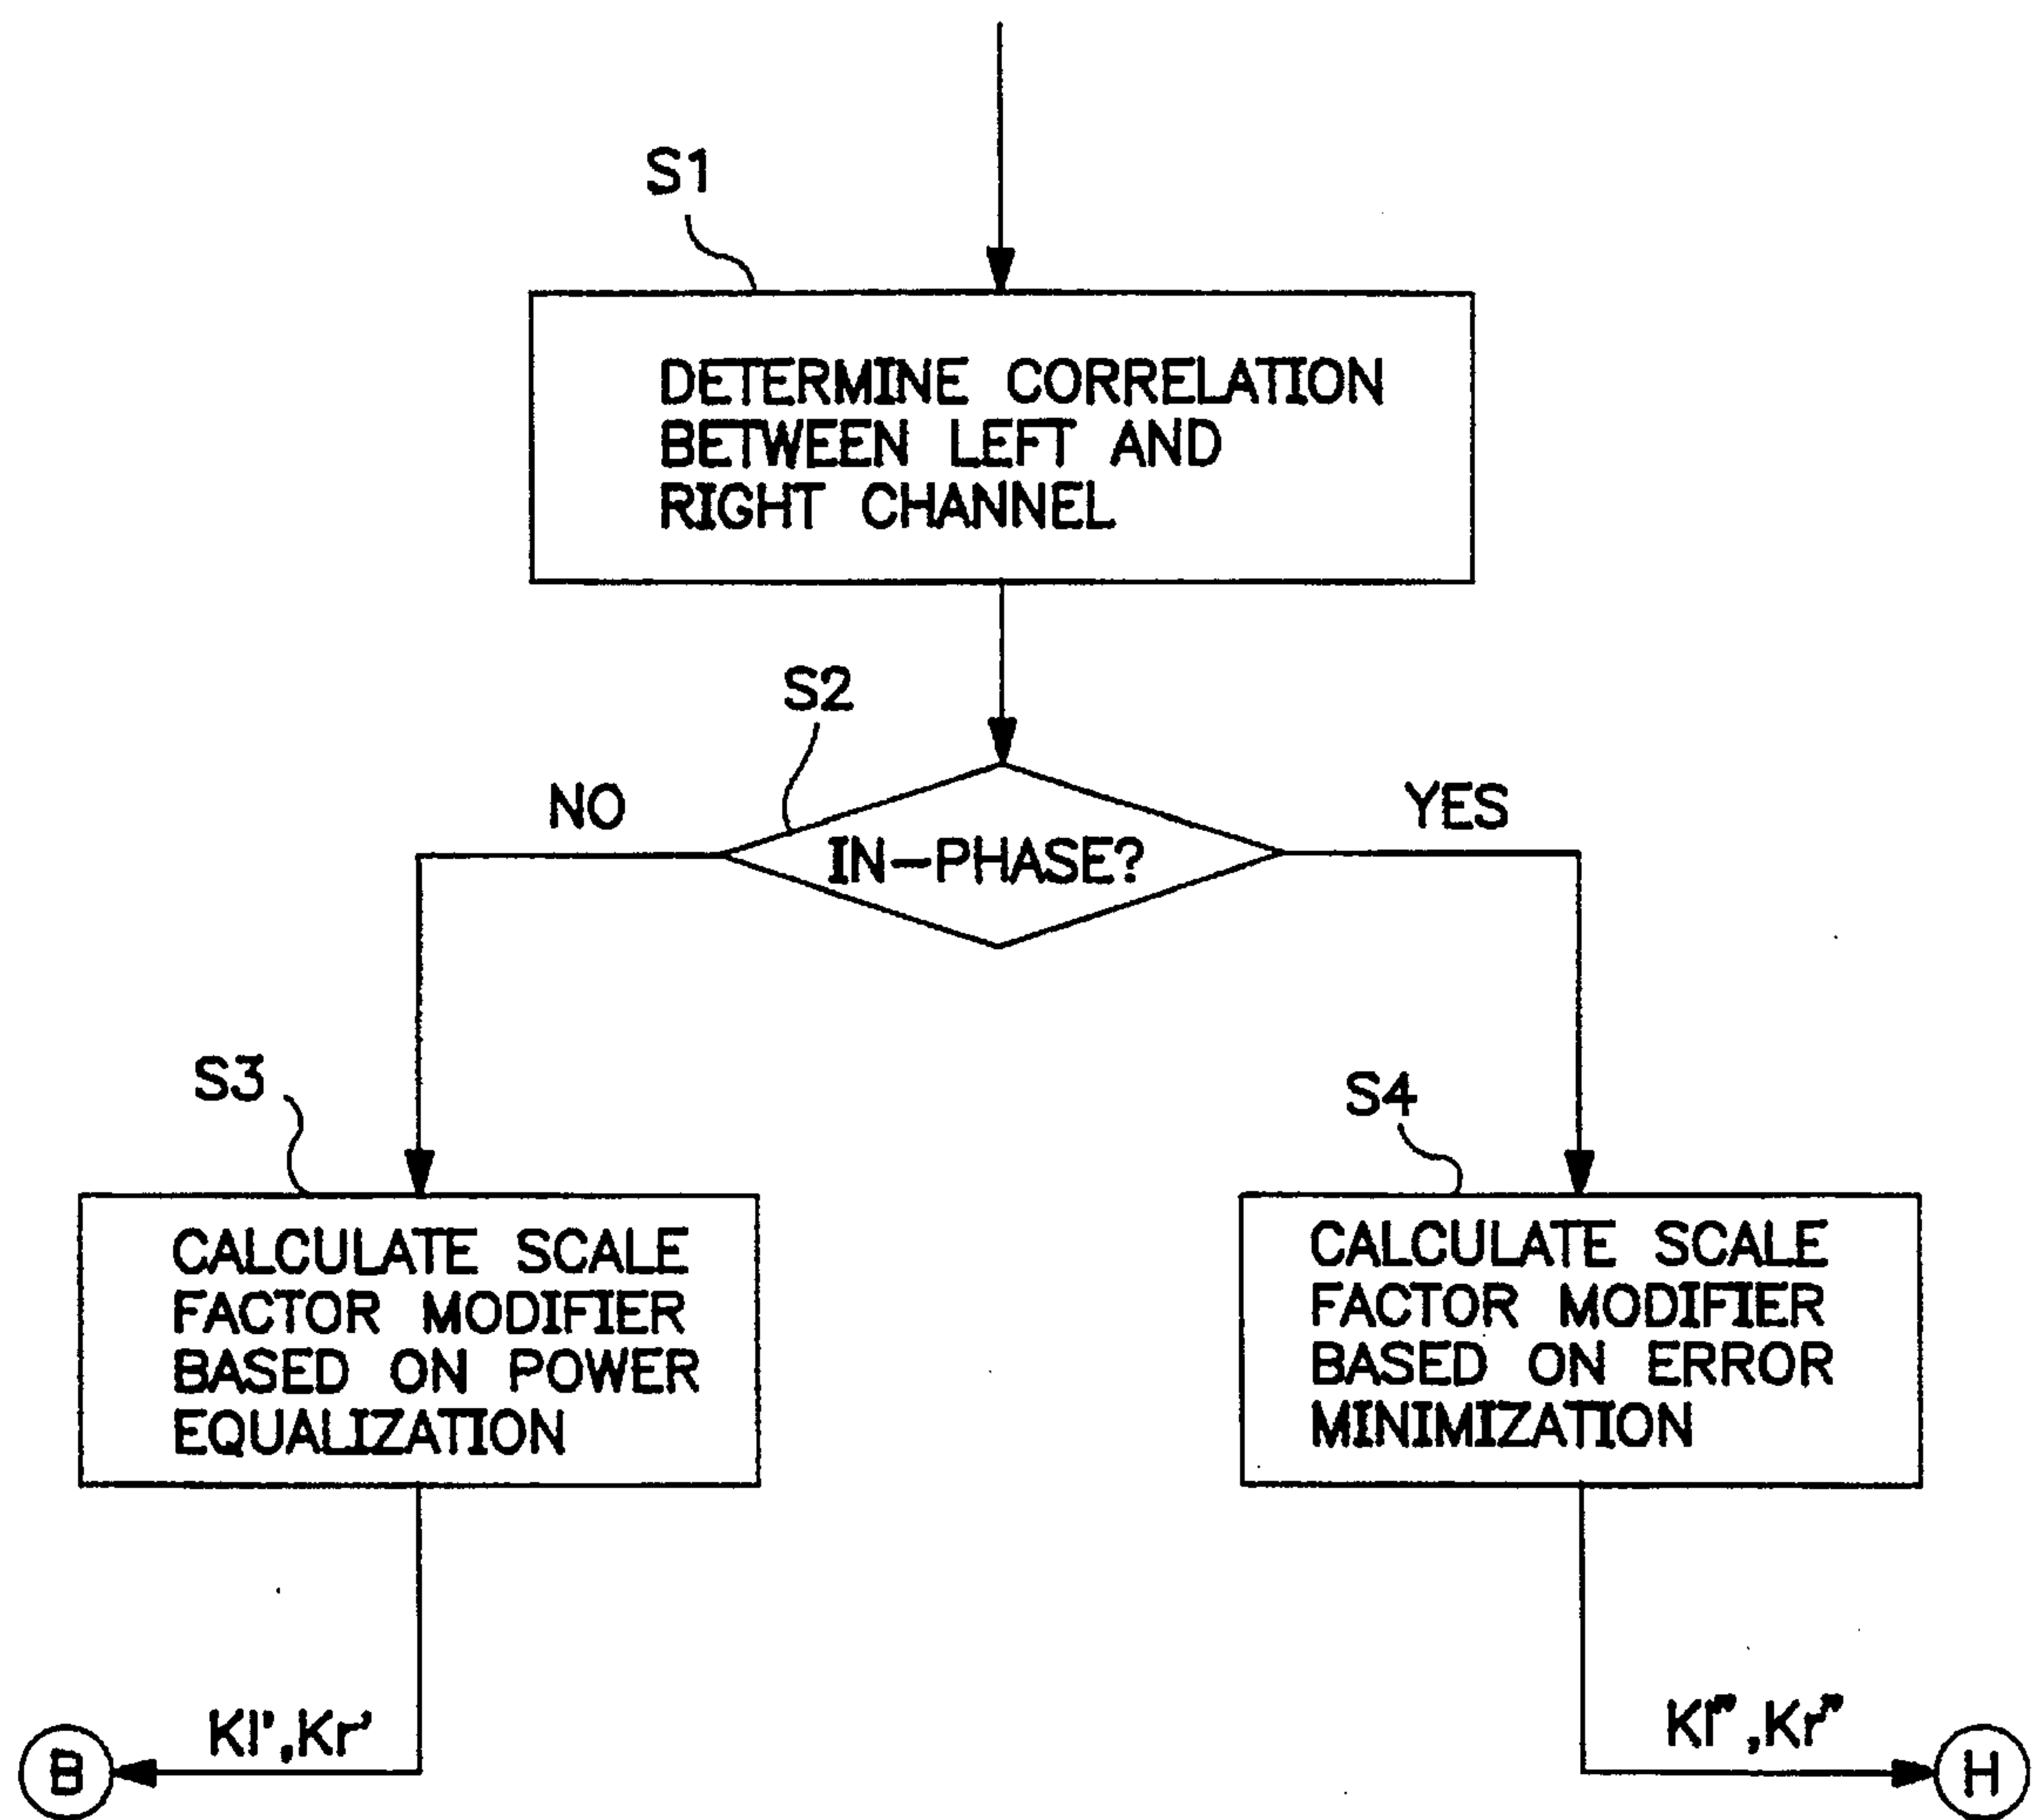 S1
DETERMINE CORRELATION
BETWEEN LEFT AND
RIGHT CHANNEL
S2
NO
YES
IN-PHASE?
S3
S4
CALCULATE SCALE
FACTOR MODIFIER
BASED ON POWER
EQUALIZATION
CALCULATE SCALE
FACTOR MODIFIER
BASED ON ERROR
MINIMIZATION
Kl',Kr'
Kl",Kr"
B
H